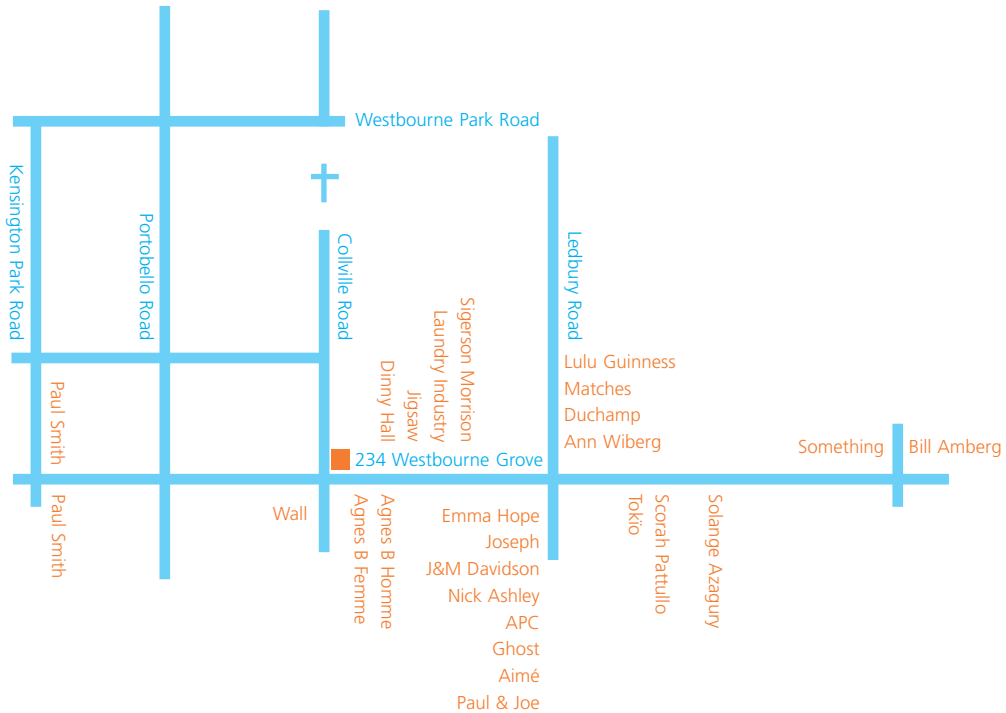 Westbourne Park Road
Kensington Park Road
Portobello Road
Collville Road
Ledbury Road
Sigerson Morrison
Laundry Industry
Jigsaw
Dinny Hall
Lulu Guinness
Matches
Duchamp
Ann Wiberg
Paul Smith
234 Westbourne Grove
Something
Bill Amberg
Paul Smith
Wall
Agnes B Femme
Agnes B Homme
Emma Hope
Joseph
J&M Davidson
Nick Ashley
APC
Ghost
Aimé
Paul & Joe
Tokïo
Scorah Pattullo
Solange Azagury